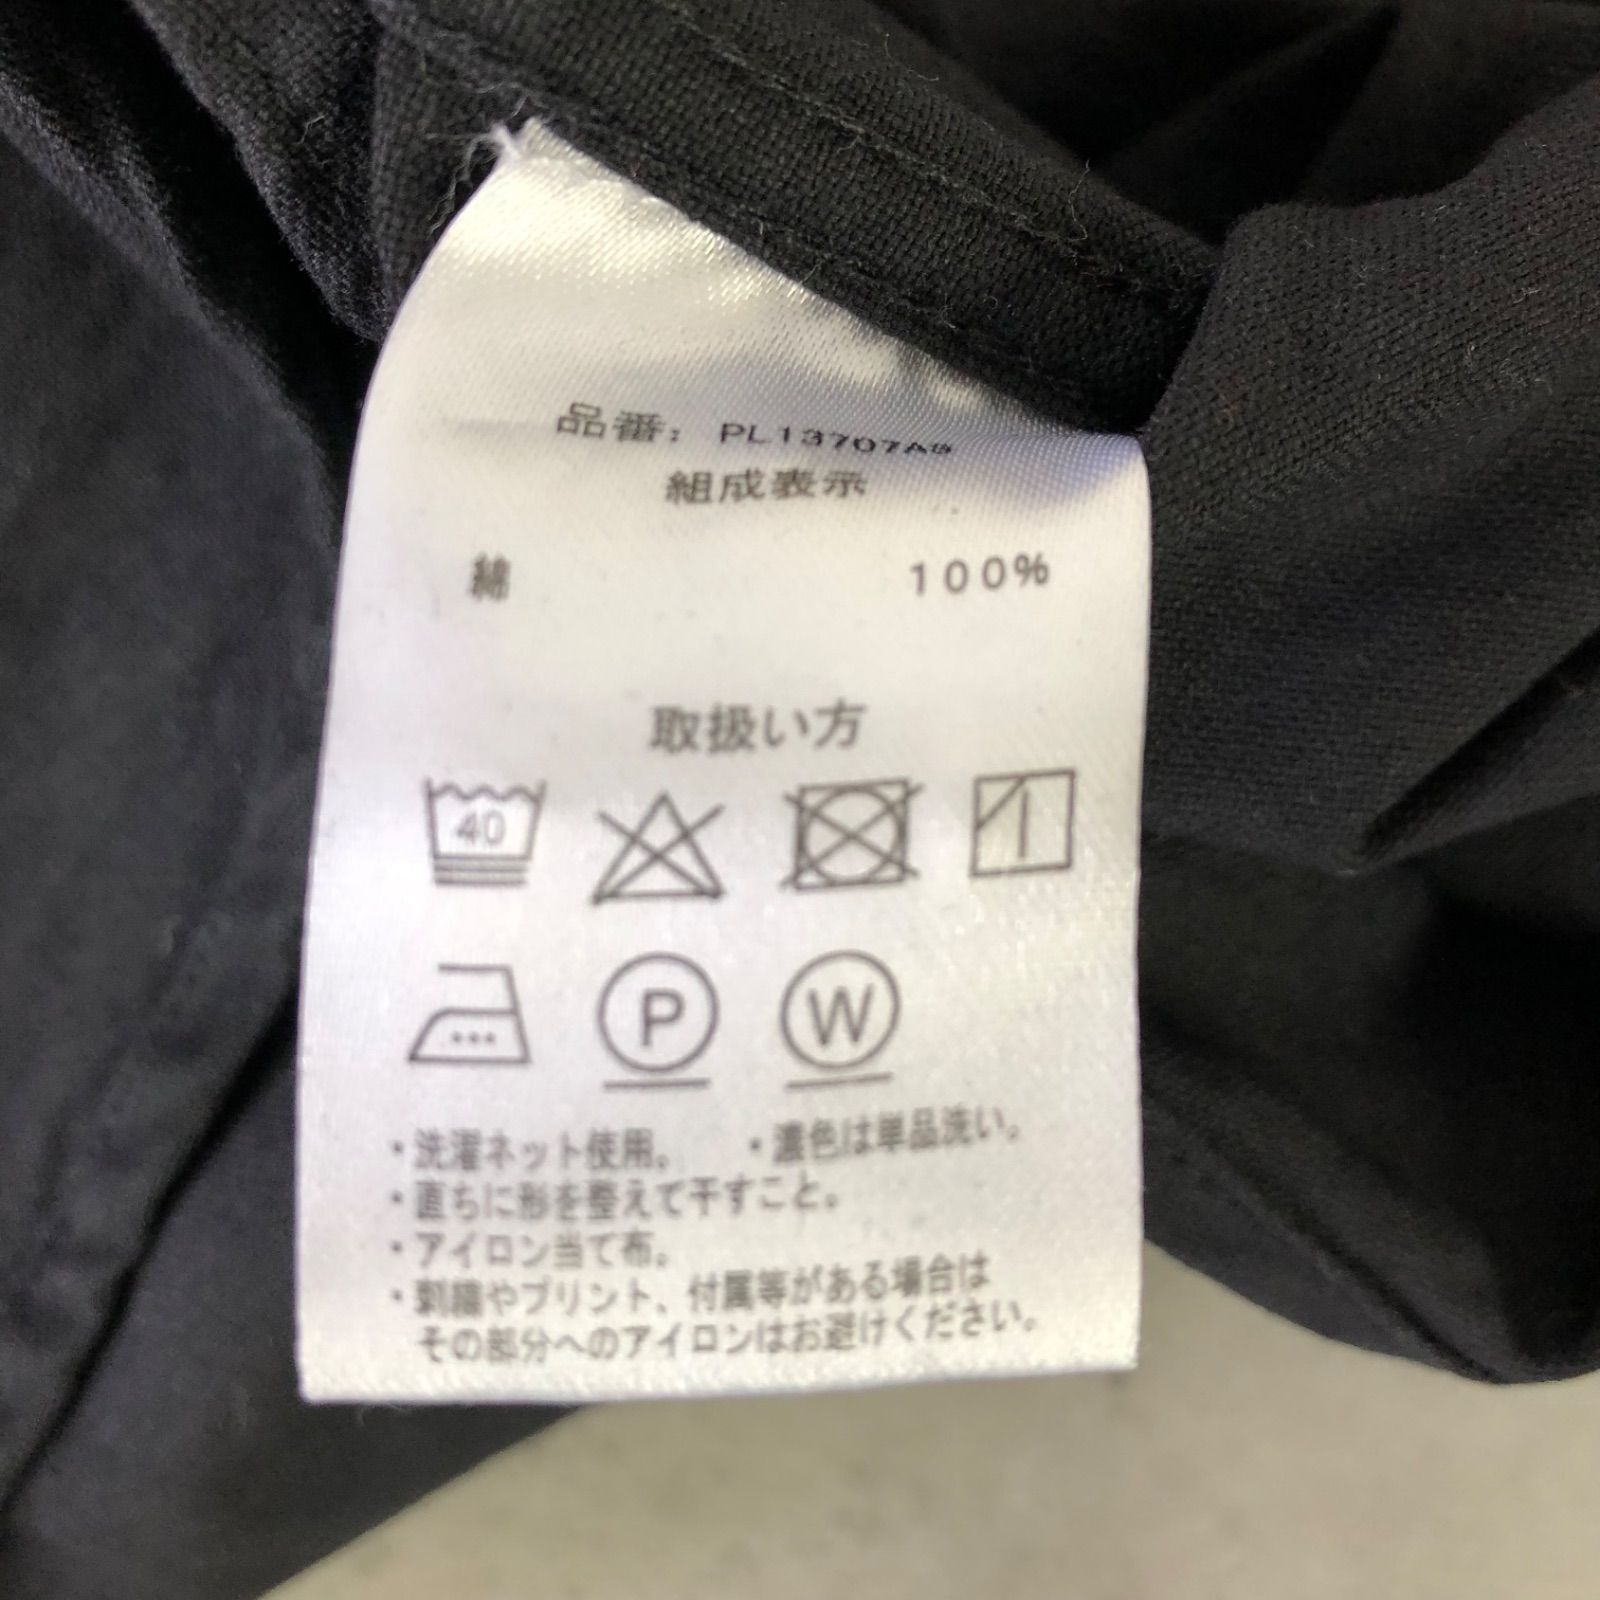 品番: PL13707AS
組成表示
綿 100%
取扱い方
40
P W
・洗濯ネット使用。 ・濃色は単品洗い。
・直ちに形を整えて干すこと。
・アイロン当て布。
・刺繍やプリント、付属等がある場合は
その部分へのアイロンはお避けください。